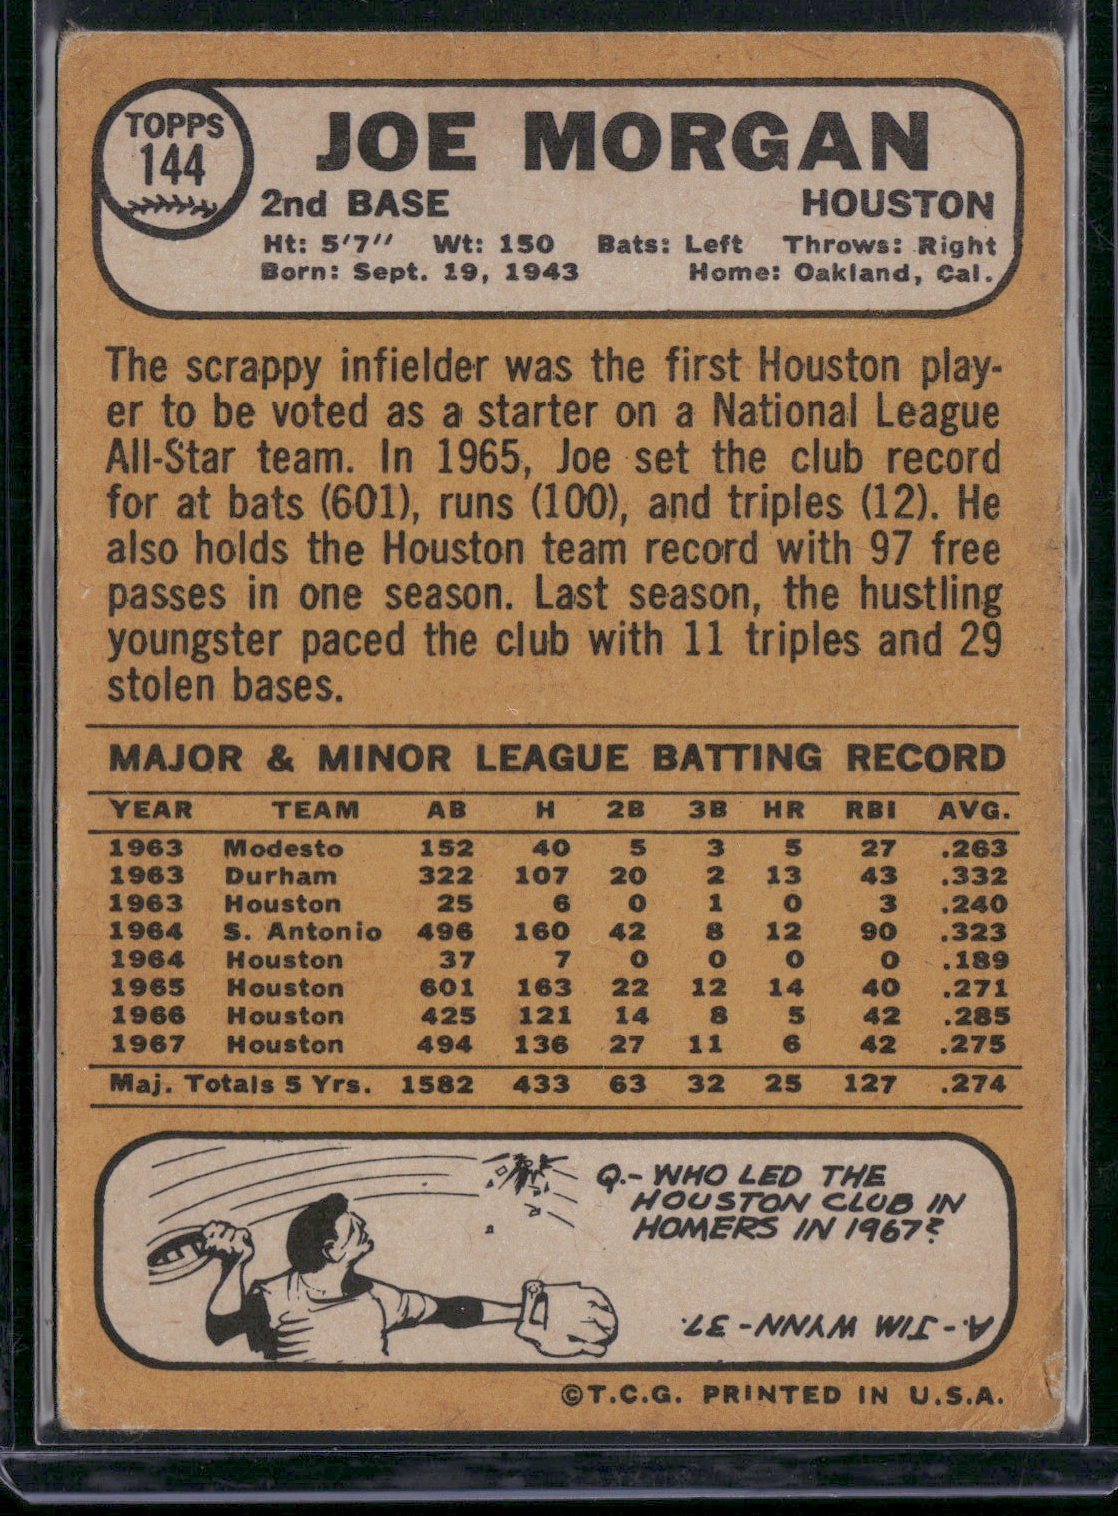 TOPPS
144
JOE MORGAN
2nd BASE HOUSTON
Ht: 5'7" Wt: 150 Bats: Left Throws: Right
Born: Sept. 19, 1943 Home: Oakland, Cal.
The scrappy infielder was the first Houston play-
er to be voted as a starter on a National League
All-Star team. In 1965, Joe set the club record
for at bats (601), runs (100), and triples (12). He
also holds the Houston team record with 97 free
passes in one season. Last season, the hustling
youngster paced the club with 11 triples and 29
stolen bases.
MAJOR & MINOR LEAGUE BATTING RECORD
YEAR TEAM AB H 2B 3B HR RBI AVG.
1963 Modesto 152 40 5 3 5 27 .263
1963 Durham 322 107 20 2 13 43 .332
1963 Houston 25 6 0 1 0 3 .240
1964 S. Antonio 496 160 42 8 12 90 .323
1964 Houston 37 7 0 0 0 0 .189
1965 Houston 601 163 22 12 14 40 .271
1966 Houston 425 121 14 8 5 42 .285
1967 Houston 494 136 27 11 6 42 .275
Maj. Totals 5 Yrs. 1582 433 63 32 25 127 .274
Q.- WHO LED THE
HOUSTON CLUB IN
HOMERS IN 1967?
A.- JIM WYNN - 37.
©T.C.G. PRINTED IN U.S.A.